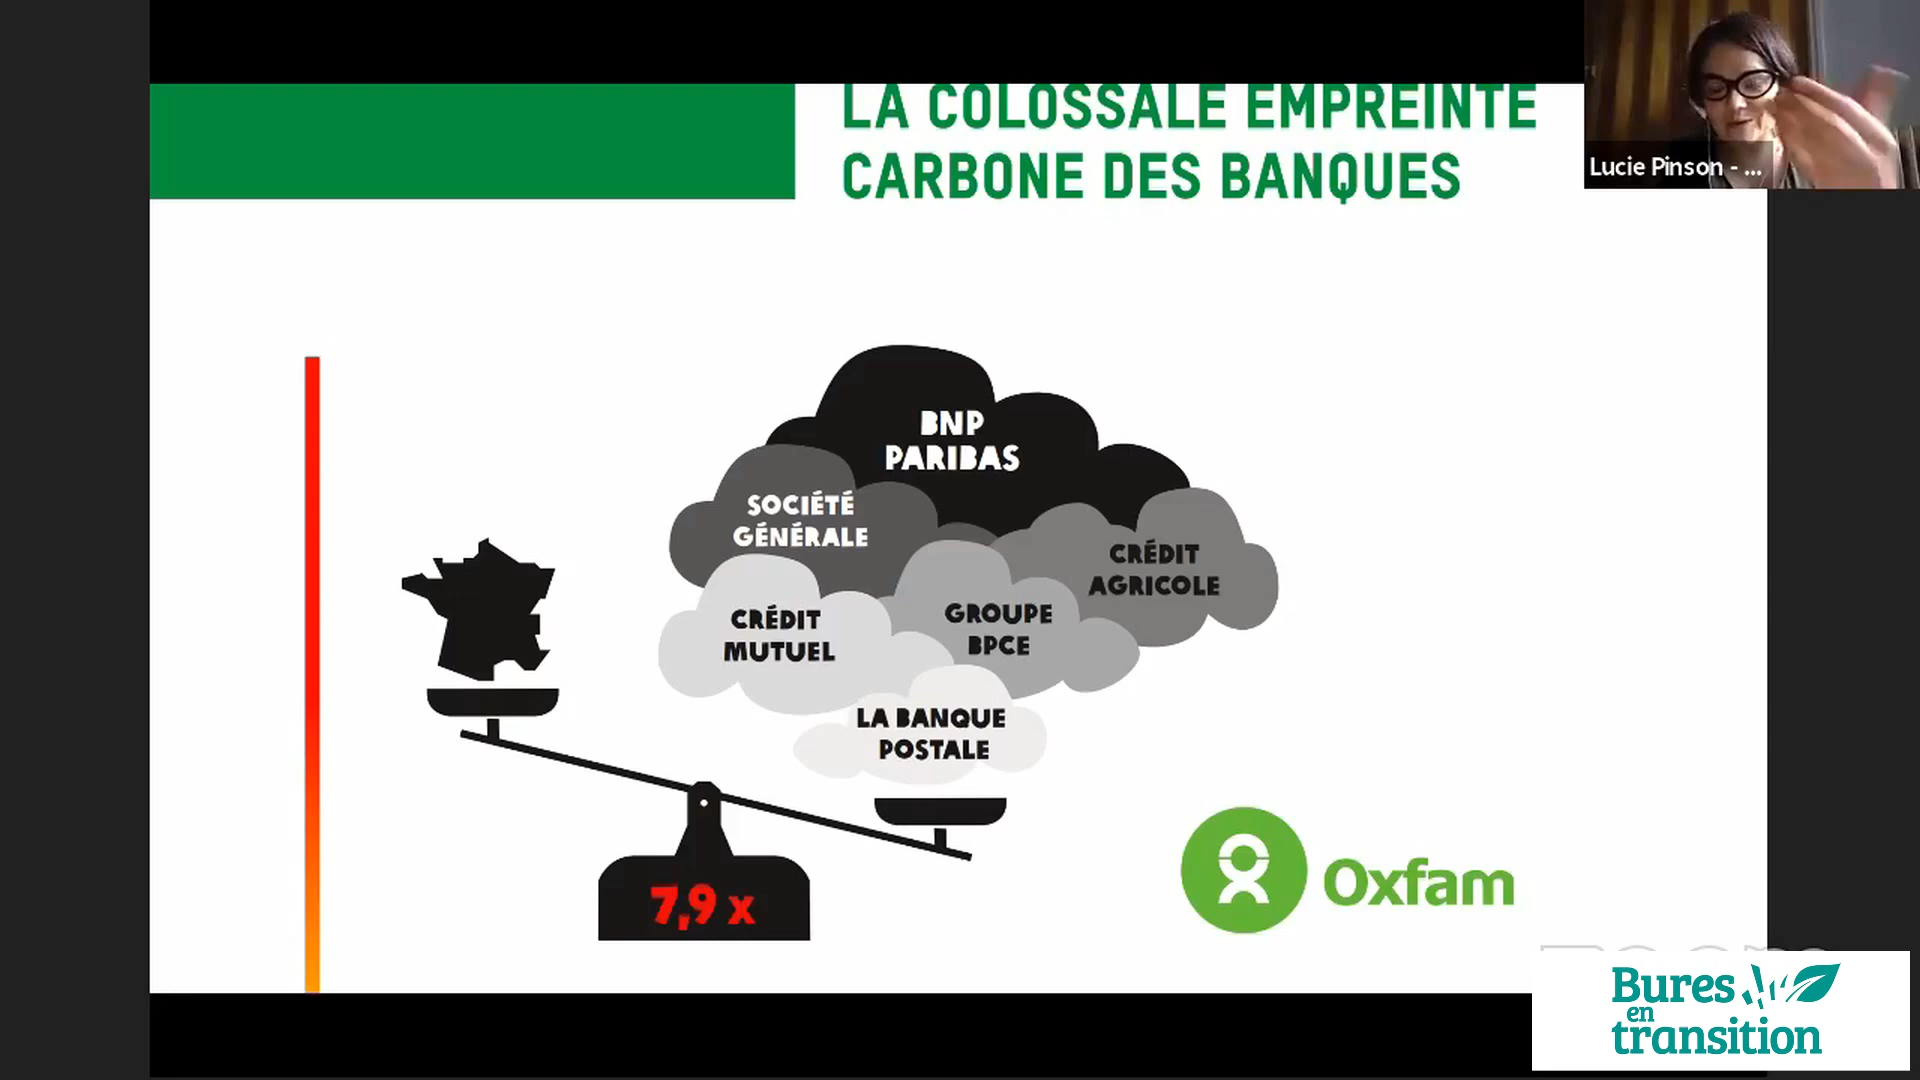 LA COLOSSALE EMPREINTE
CARBONE DES BANQUES
Lucie Pinson - ...
BNP
PARIBAS
SOCIÉTÉ
GÉNÉRALE
CRÉDIT
AGRICOLE
CRÉDIT
MUTUEL
GROUPE
BPCE
LA BANQUE
POSTALE
7,9 x
Oxfam
Bures
en
transition